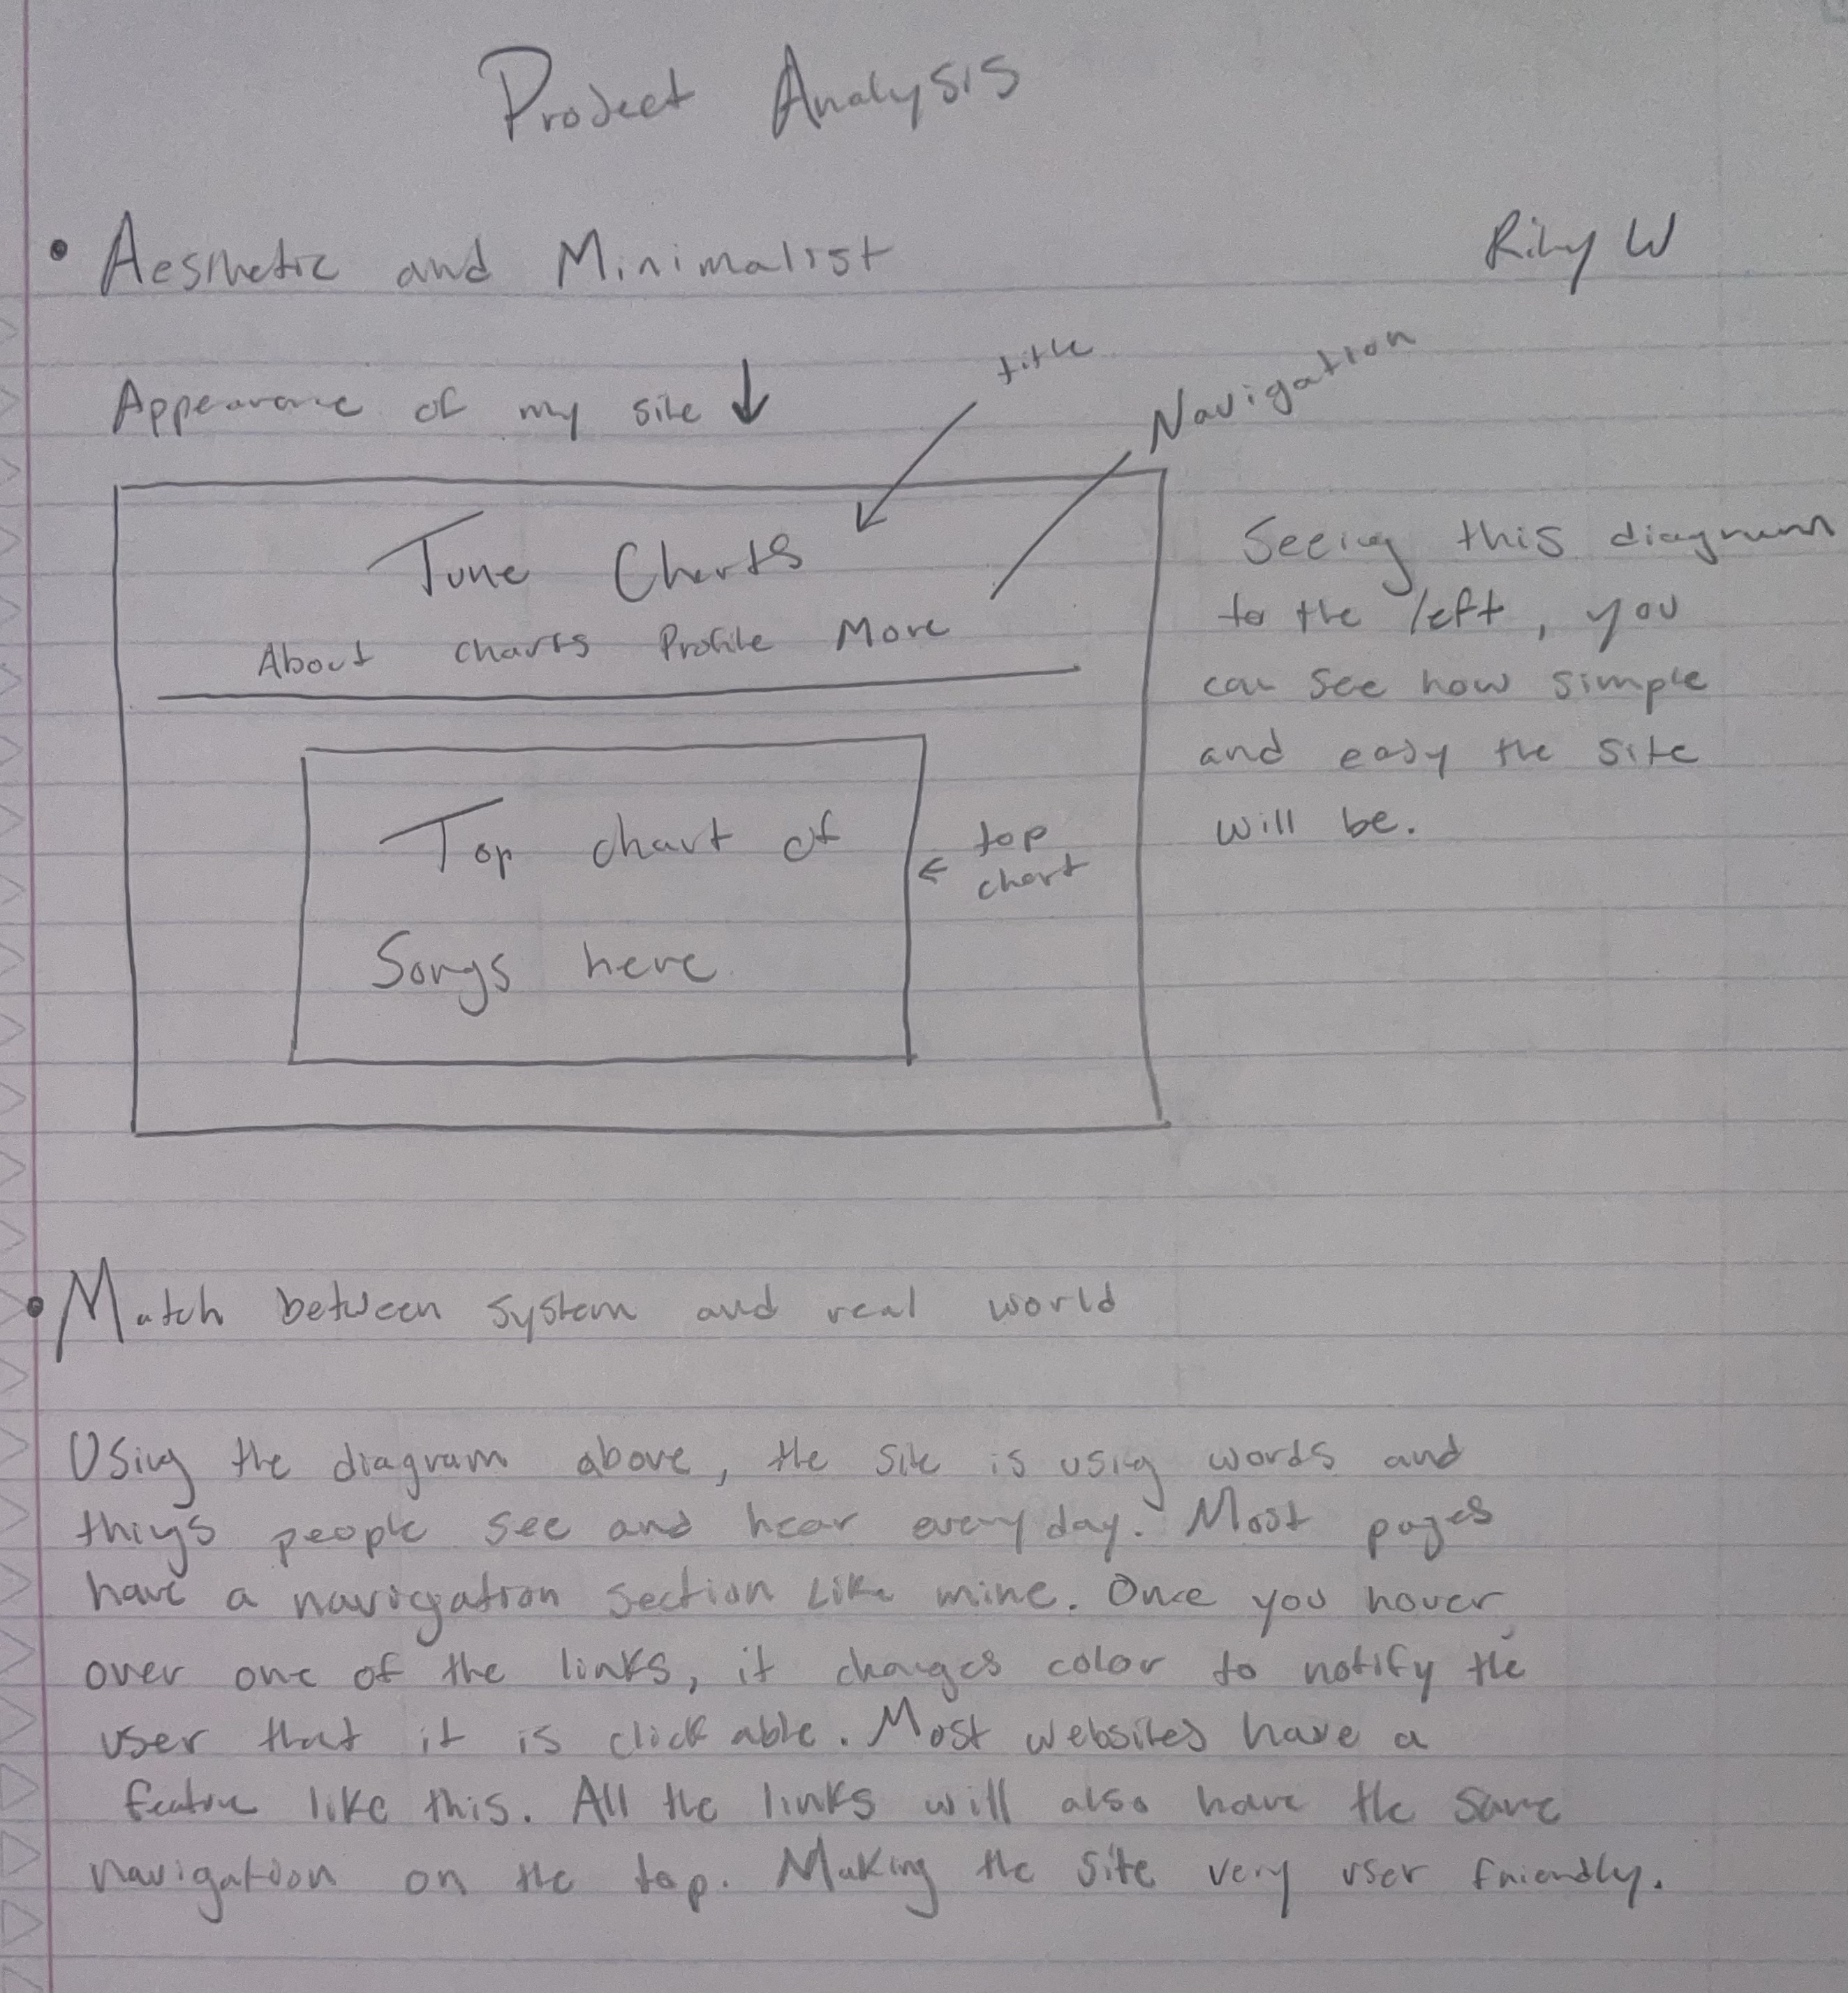 Project Analysis
• Aesthetic and Minimalist
Riley W
Appearance of my site ↓
title
Navigation
Tune Charts
About charts Profile More
Top chart of
Songs here
← top
chart
Seeing this diagram
to the left, you
can see how simple
and easy the site
will be.
• Match between system and real world
Using the diagram above, the site is using words and
things people see and hear every day. Most pages
have a navigation section like mine. Once you hover
over one of the links, it changes color to notify the
user that it is click able. Most websites have a
feature like this. All the links will also have the same
navigation on the top. Making the site very user friendly.